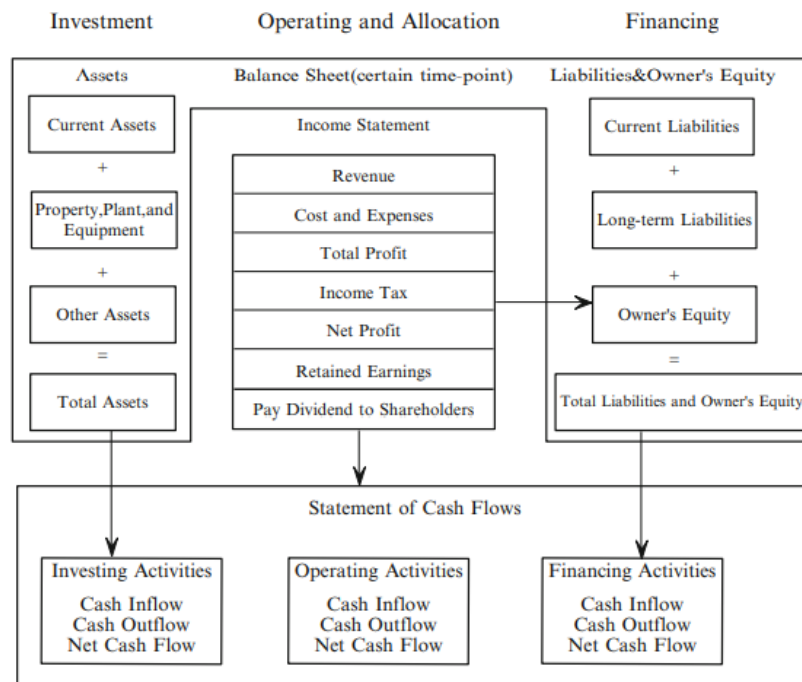 Investment
Operating and Allocation
Financing
Assets
Balance Sheet(certain time-point)
Liabilities&Owner's Equity
Current Assets
+
Property,Plant,and
Equipment
+
Other Assets
=
Total Assets
Income Statement
Revenue
Cost and Expenses
Total Profit
Income Tax
Net Profit
Retained Earnings
Pay Dividend to Shareholders
Current Liabilities
+
Long-term Liabilities
+
Owner's Equity
=
Total Liabilities and Owner's Equity
Statement of Cash Flows
Investing Activities
Cash Inflow
Cash Outflow
Net Cash Flow
Operating Activities
Cash Inflow
Cash Outflow
Net Cash Flow
Financing Activities
Cash Inflow
Cash Outflow
Net Cash Flow